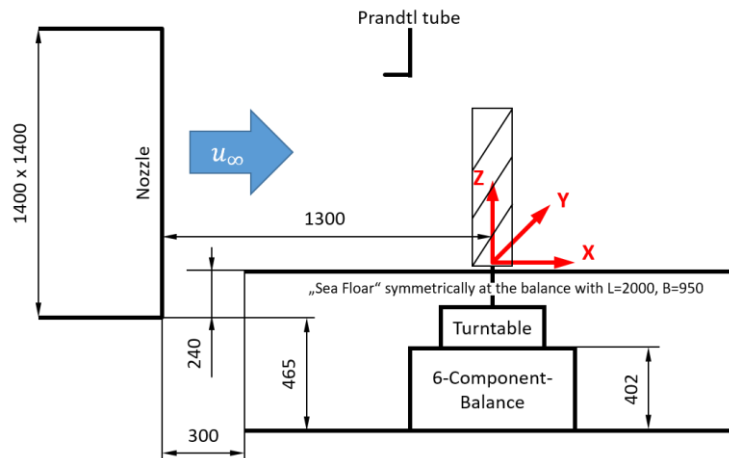 Prandtl tube
1400 x 1400
Nozzle
u∞
Z
Y
1300
X
„Sea Floar“ symmetrically at the balance with L=2000, B=950
Turntable
240
465
6-Component-
Balance
402
300